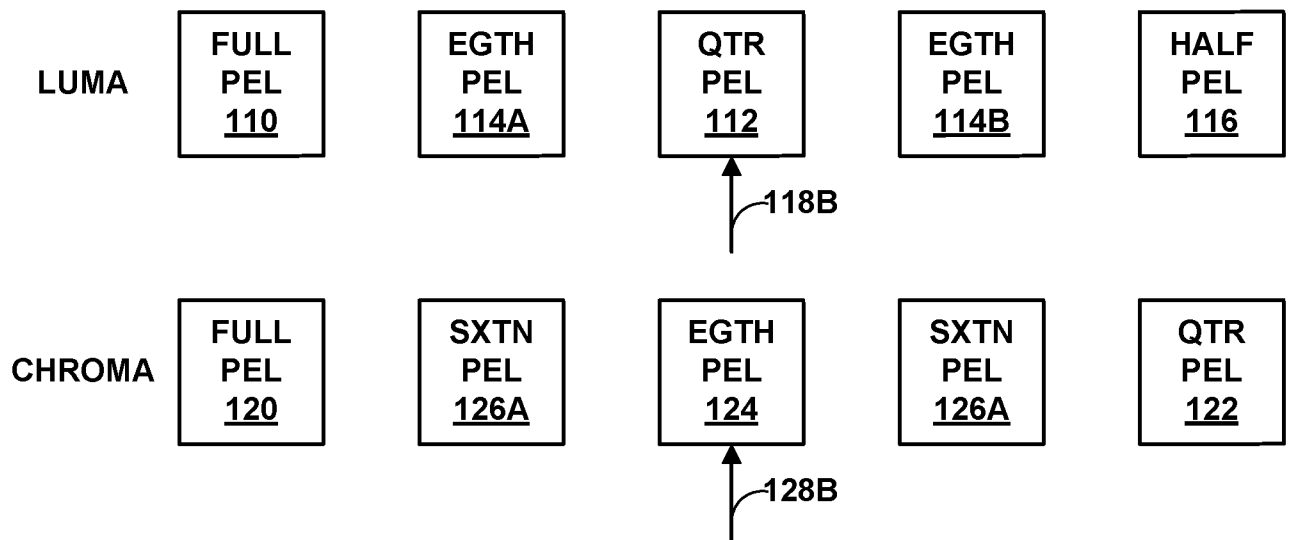 LUMA
FULL
PEL
110
EGTH
PEL
114A
QTR
PEL
112
EGTH
PEL
114B
HALF
PEL
116
118B
CHROMA
FULL
PEL
120
SXTN
PEL
126A
EGTH
PEL
124
SXTN
PEL
126A
QTR
PEL
122
128B